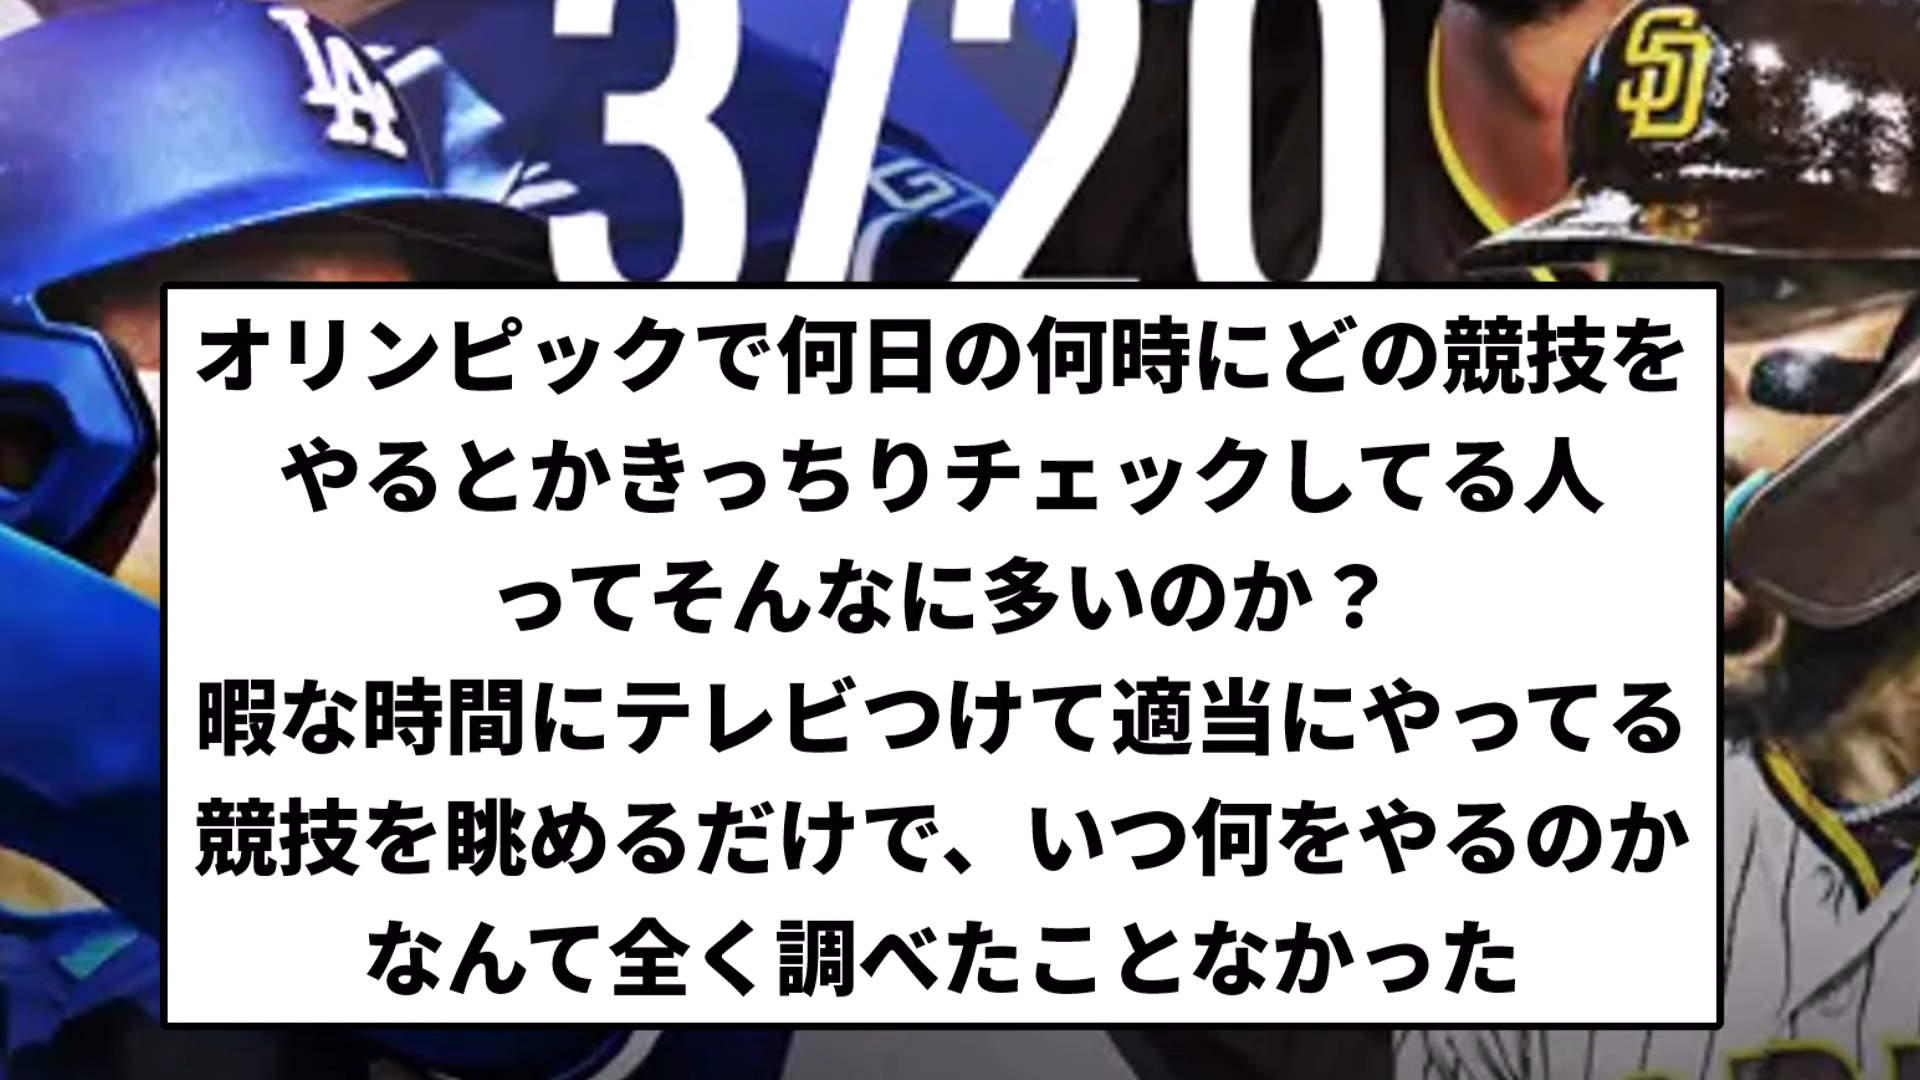 LA
3/20
SD
オリンピックで何日の何時にどの競技を
やるとかきっちりチェックしてる人
ってそんなに多いのか？
暇な時間にテレビつけて適当にやってる
競技を眺めるだけで、いつ何をやるのか
なんて全く調べたことなかった